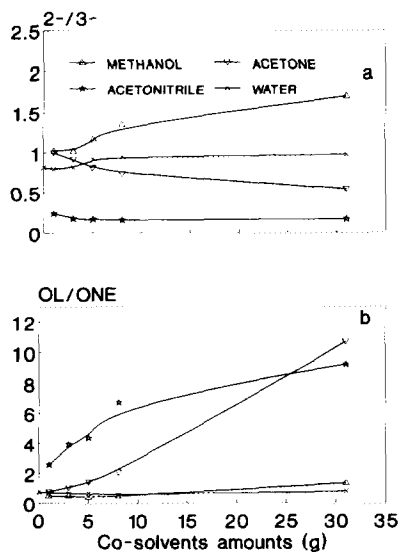 2-/3-
2.5
2
1.5
1
0.5
0
METHANOL
ACETONE
ACETONITRILE
WATER
a
OL/ONE
12
10
8
6
4
2
0
b
0 5 10 15 20 25 30 35
Co-solvents amounts (g)